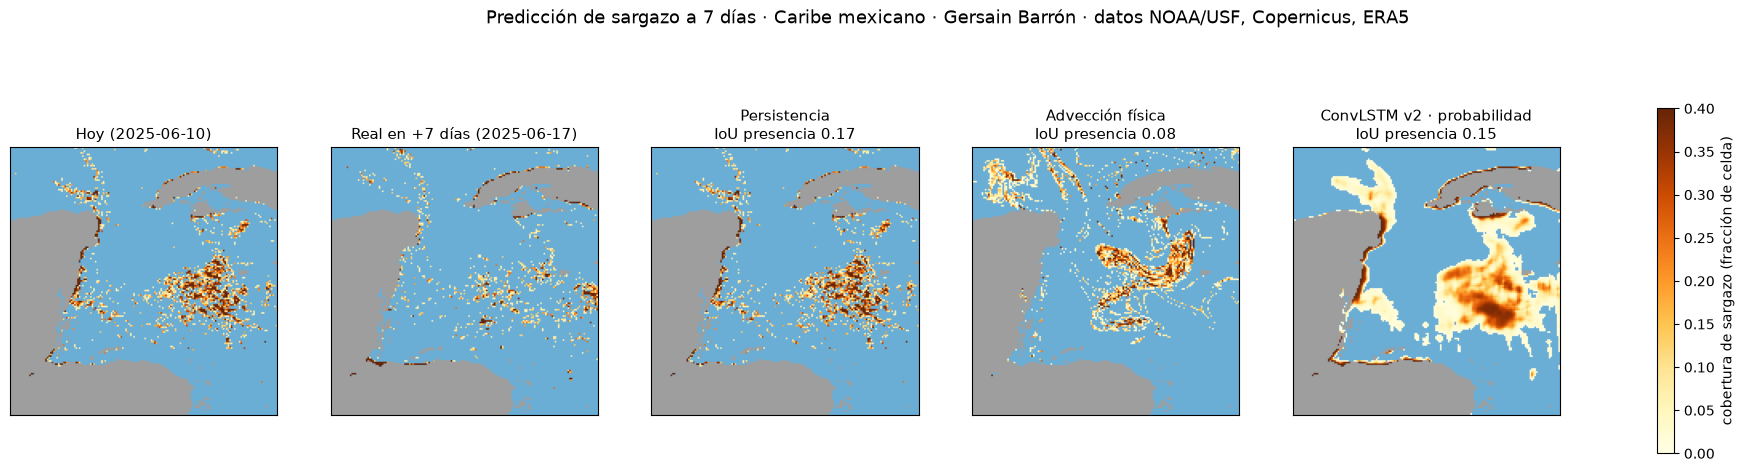 Predicción de sargazo a 7 días · Caribe mexicano · Gersain Barrón · datos NOAA/USF, Copernicus, ERA5
Hoy (2025-06-10)
Real en +7 días (2025-06-17)
Persistencia
IoU presencia 0.17
Advección física
IoU presencia 0.08
ConvLSTM v2 · probabilidad
IoU presencia 0.15
0.40
0.35
0.30
0.25
0.20
0.15
0.10
0.05
0.00
cobertura de sargazo (fracción de celda)